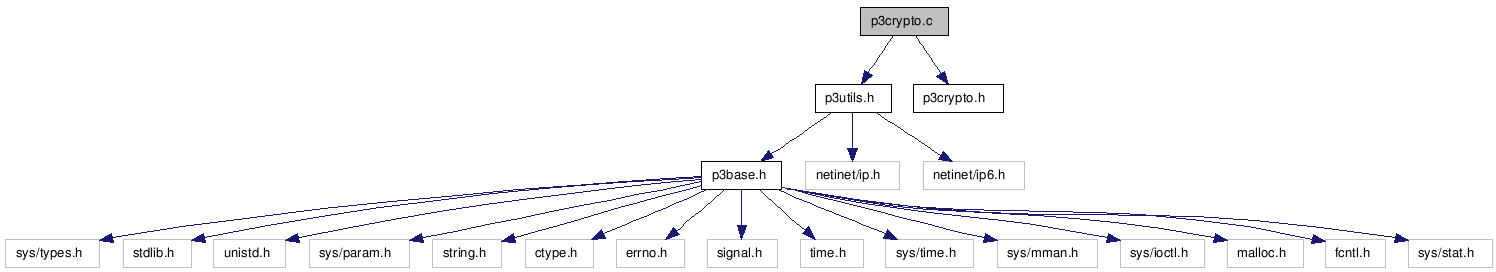 p3crypto.c
p3utils.h
p3crypto.h
p3base.h
netinet/ip.h
netinet/ip6.h
sys/types.h
stdlib.h
unistd.h
sys/param.h
string.h
ctype.h
errno.h
signal.h
time.h
sys/time.h
sys/mman.h
sys/ioctl.h
malloc.h
fcntl.h
sys/stat.h